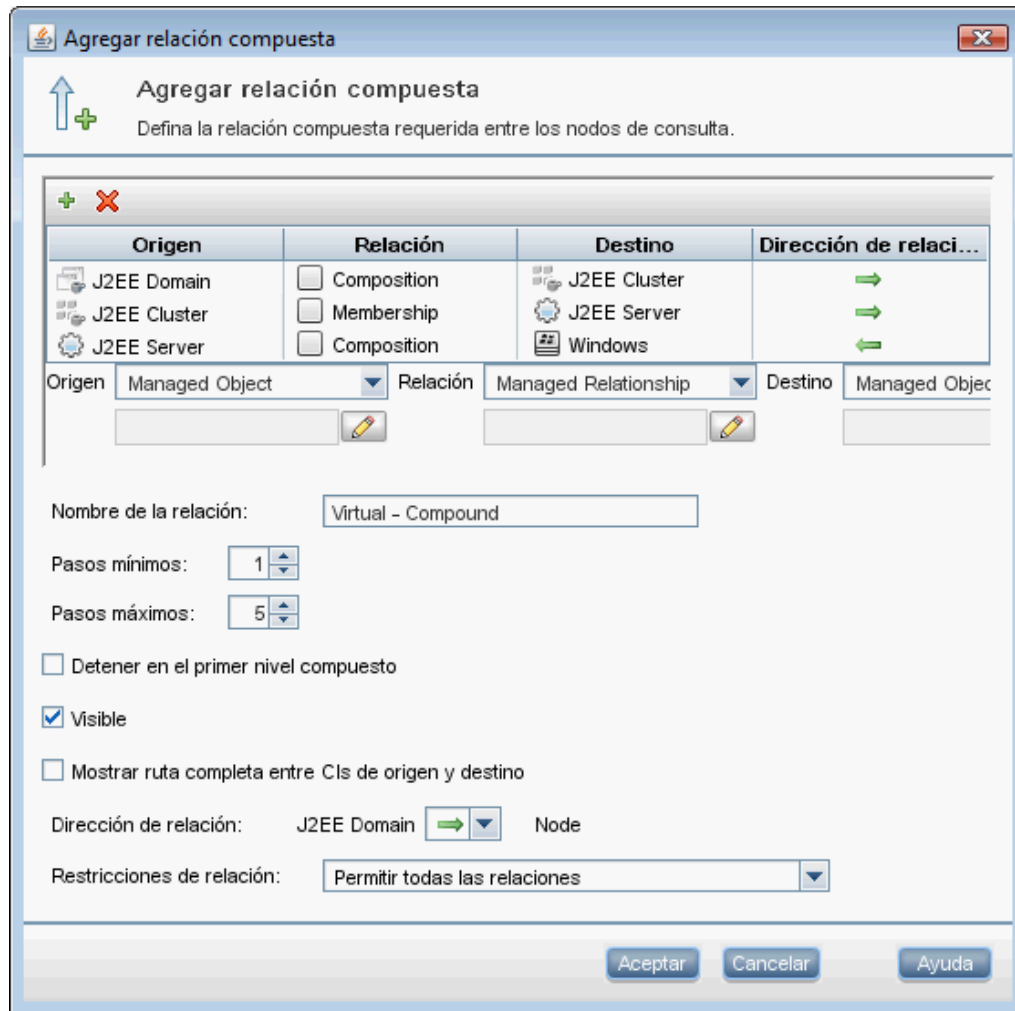 Agregar relación compuesta
Agregar relación compuesta
Defina la relación compuesta requerida entre los nodos de consulta.
Origen Relación Destino Dirección de relaci...
J2EE Domain Composition J2EE Cluster
J2EE Cluster Membership J2EE Server
J2EE Server Composition Windows
Origen Managed Object Relación Managed Relationship Destino Managed Objec
Nombre de la relación: Virtual - Compound
Pasos mínimos: 1
Pasos máximos: 5
Detener en el primer nivel compuesto
Visible
Mostrar ruta completa entre CIs de origen y destino
Dirección de relación: J2EE Domain Node
Restricciones de relación: Permitir todas las relaciones
Aceptar Cancelar Ayuda